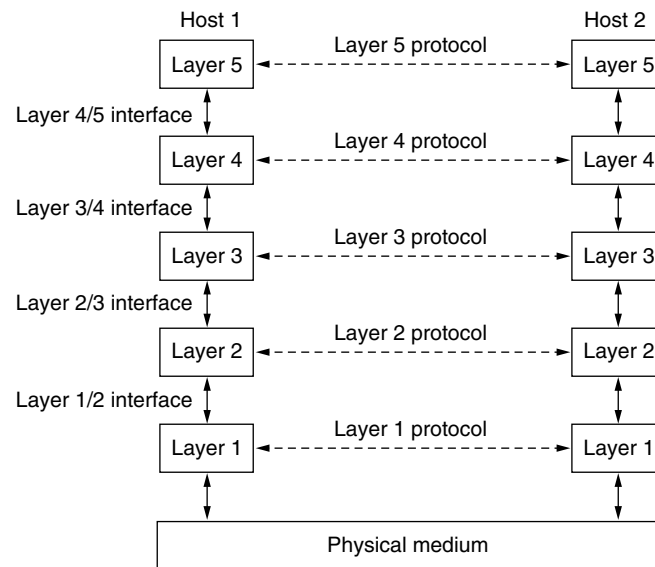 Host 1
Host 2
Layer 5
Layer 5 protocol
Layer 5
Layer 4/5 interface
Layer 4
Layer 4 protocol
Layer 4
Layer 3/4 interface
Layer 3
Layer 3 protocol
Layer 3
Layer 2/3 interface
Layer 2
Layer 2 protocol
Layer 2
Layer 1/2 interface
Layer 1
Layer 1 protocol
Layer 1
Physical medium